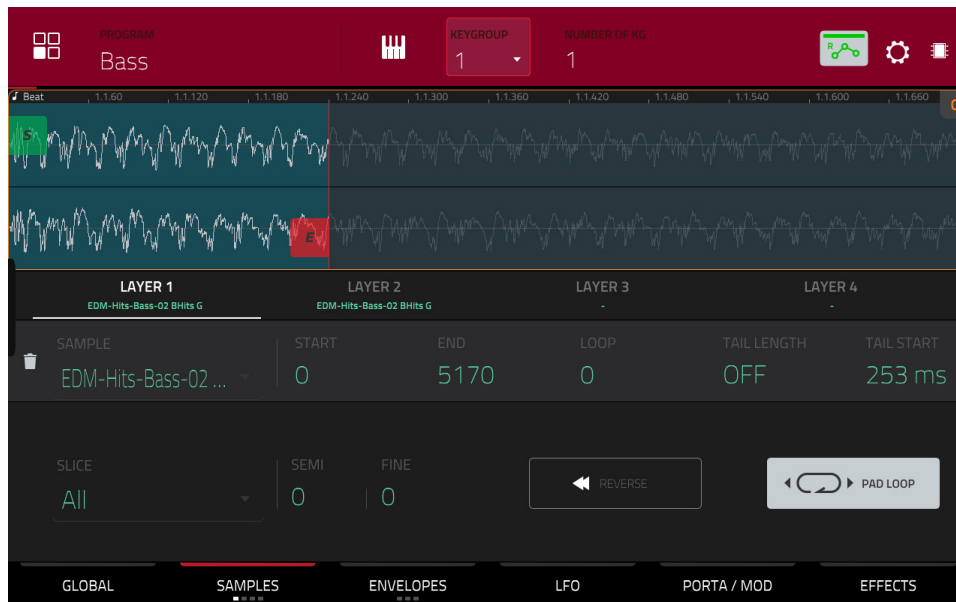 PROGRAM
Bass
KEYGROUP
1
NUMBER OF KG
1
R
Beat 1.1.60 1.1.120 1.1.180 1.1.240 1.1.300 1.1.360 1.1.420 1.1.480 1.1.540 1.1.600 1.1.660
S
E
LAYER 1 LAYER 2 LAYER 3 LAYER 4
EDM-Hits-Bass-02 BHits G EDM-Hits-Bass-02 BHits G - -
SAMPLE START END LOOP TAIL LENGTH TAIL START
EDM-Hits-Bass-02 ... 0 5170 0 OFF 253 ms
SLICE SEMI FINE
All 0 0
REVERSE
PAD LOOP
GLOBAL SAMPLES ENVELOPES LFO PORTA / MOD EFFECTS